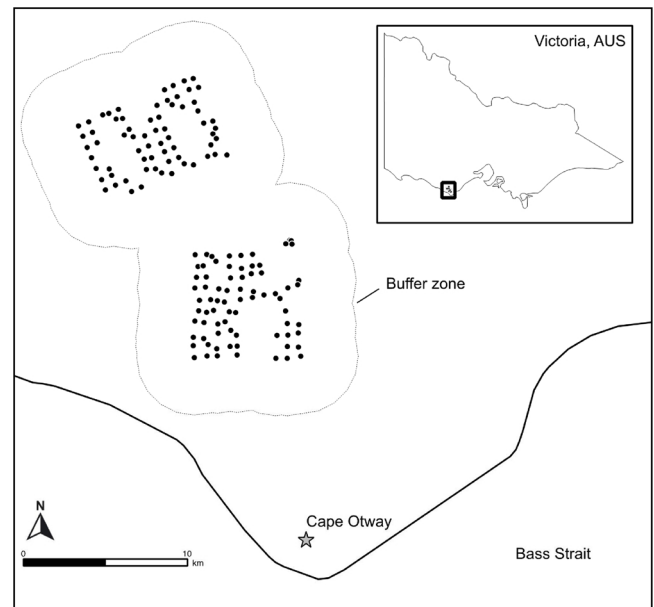 Victoria, AUS
Buffer zone
Cape Otway
N
0 10
km
Bass Strait